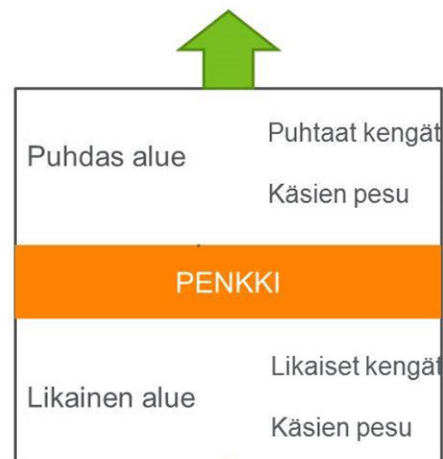 Puhdas alue
Puhtaat kengät
Käsien pesu
PENKKI
Likainen alue
Likaiset kengät
Käsien pesu